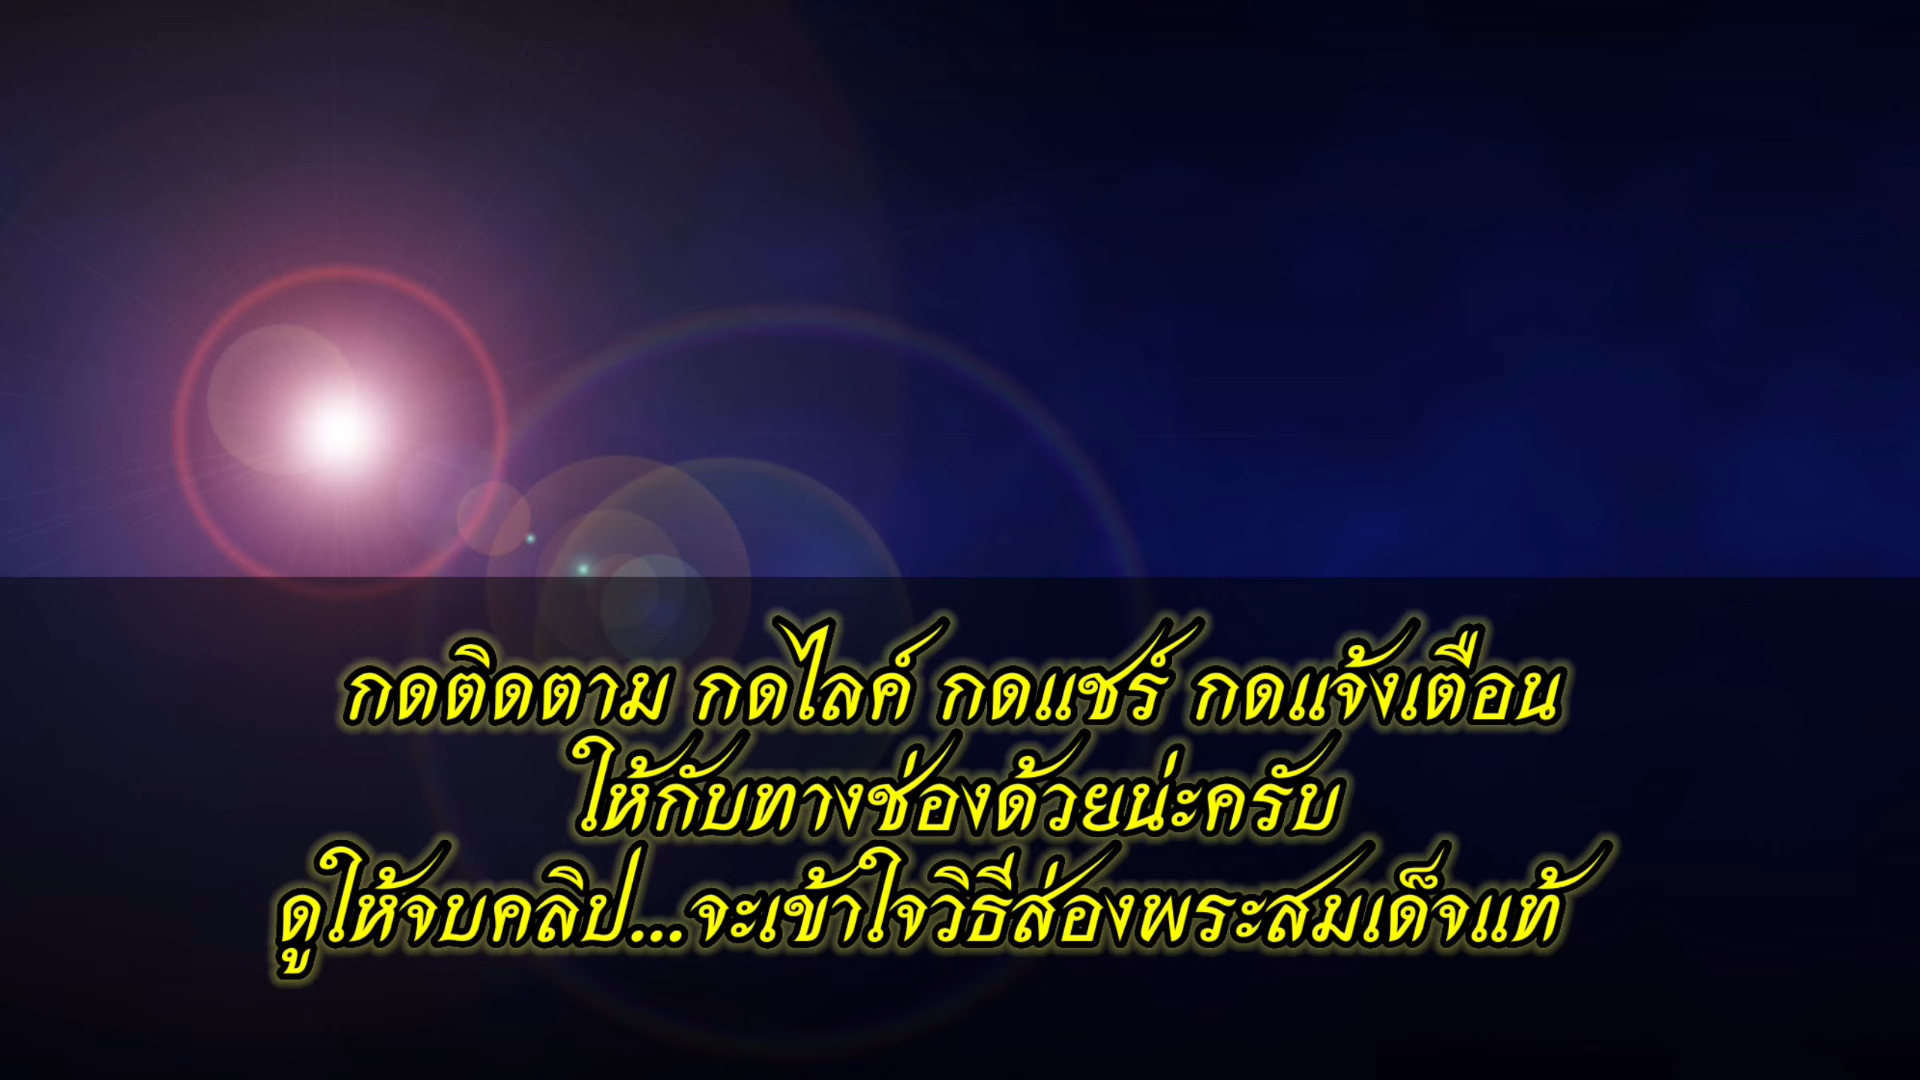 กดติดตาม กดไลค์ กดแชร์ กดแจ้งเตือน
ให้กับทางช่องด้วยน่ะครับ
ดูให้จบคลิป...จะเข้าใจวิธีส่องพระสมเด็จแท้